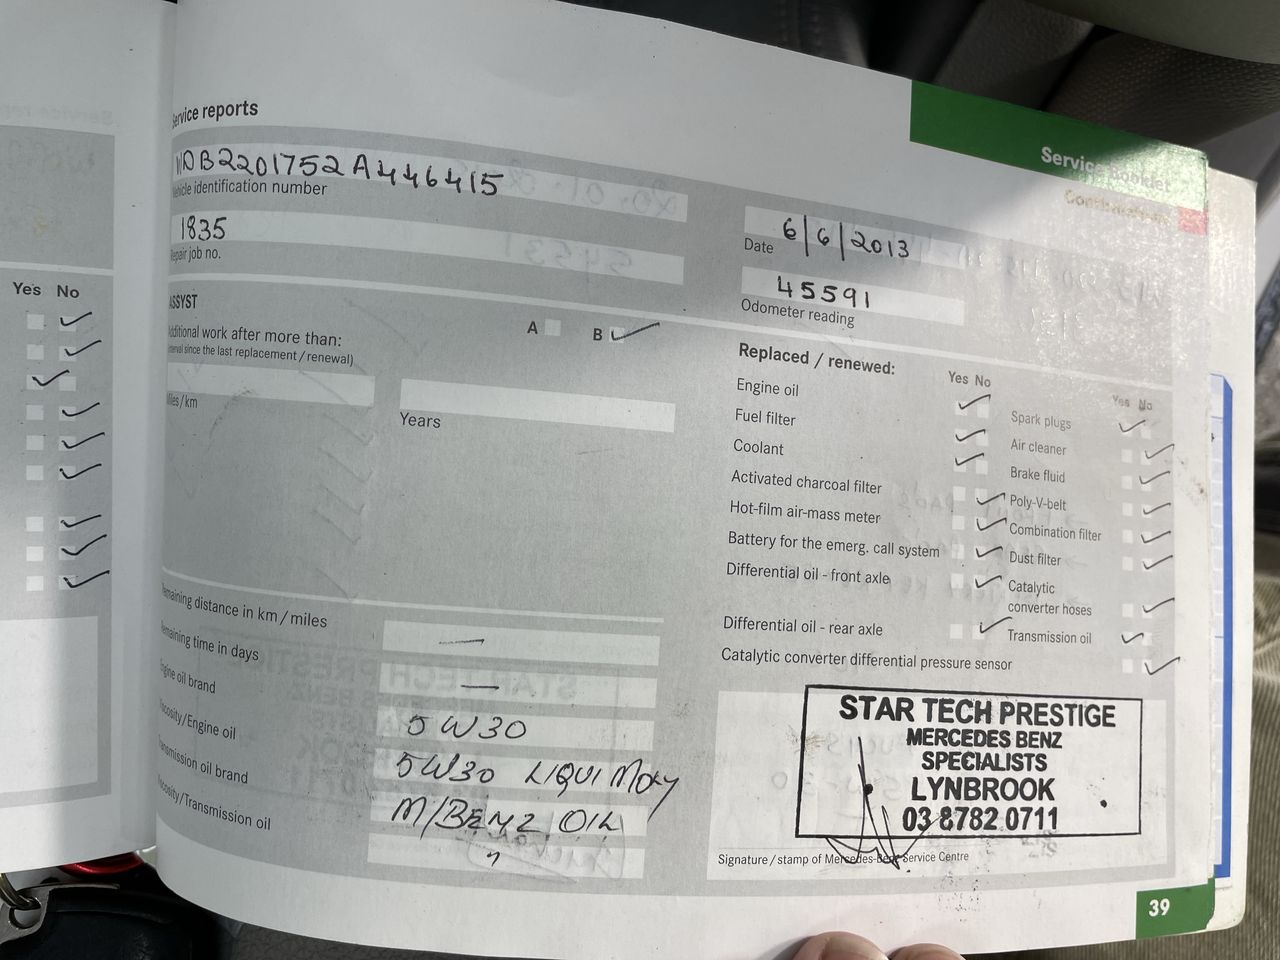 Service reports
Service Booklet
WDB2201752A446415
Vehicle identification number
1835
Repair job no.
6/6/2013
Date
45591
Odometer reading
ASSYST
A
B
Additional work after more than:
(interval since the last replacement / renewal)
Miles/km
Years
Replaced / renewed:
Yes No
Engine oil
Fuel filter
Coolant
Activated charcoal filter
Hot-film air-mass meter
Battery for the emerg. call system
Differential oil - front axle
Differential oil - rear axle
Catalytic converter differential pressure sensor
Yes No
Spark plugs
Air cleaner
Brake fluid
Poly-V-belt
Combination filter
Dust filter
Catalytic
converter hoses
Transmission oil
Remaining distance in km / miles
Remaining time in days
Engine oil brand
5W30
Viscosity/Engine oil
5W30 LIQUI MOLY
Transmission oil brand
M/BENZ OIL
Viscosity/Transmission oil
STAR TECH PRESTIGE
MERCEDES BENZ
SPECIALISTS
LYNBROOK
03 8782 0711
Signature / stamp of Mercedes-Benz Service Centre
39
Yes No